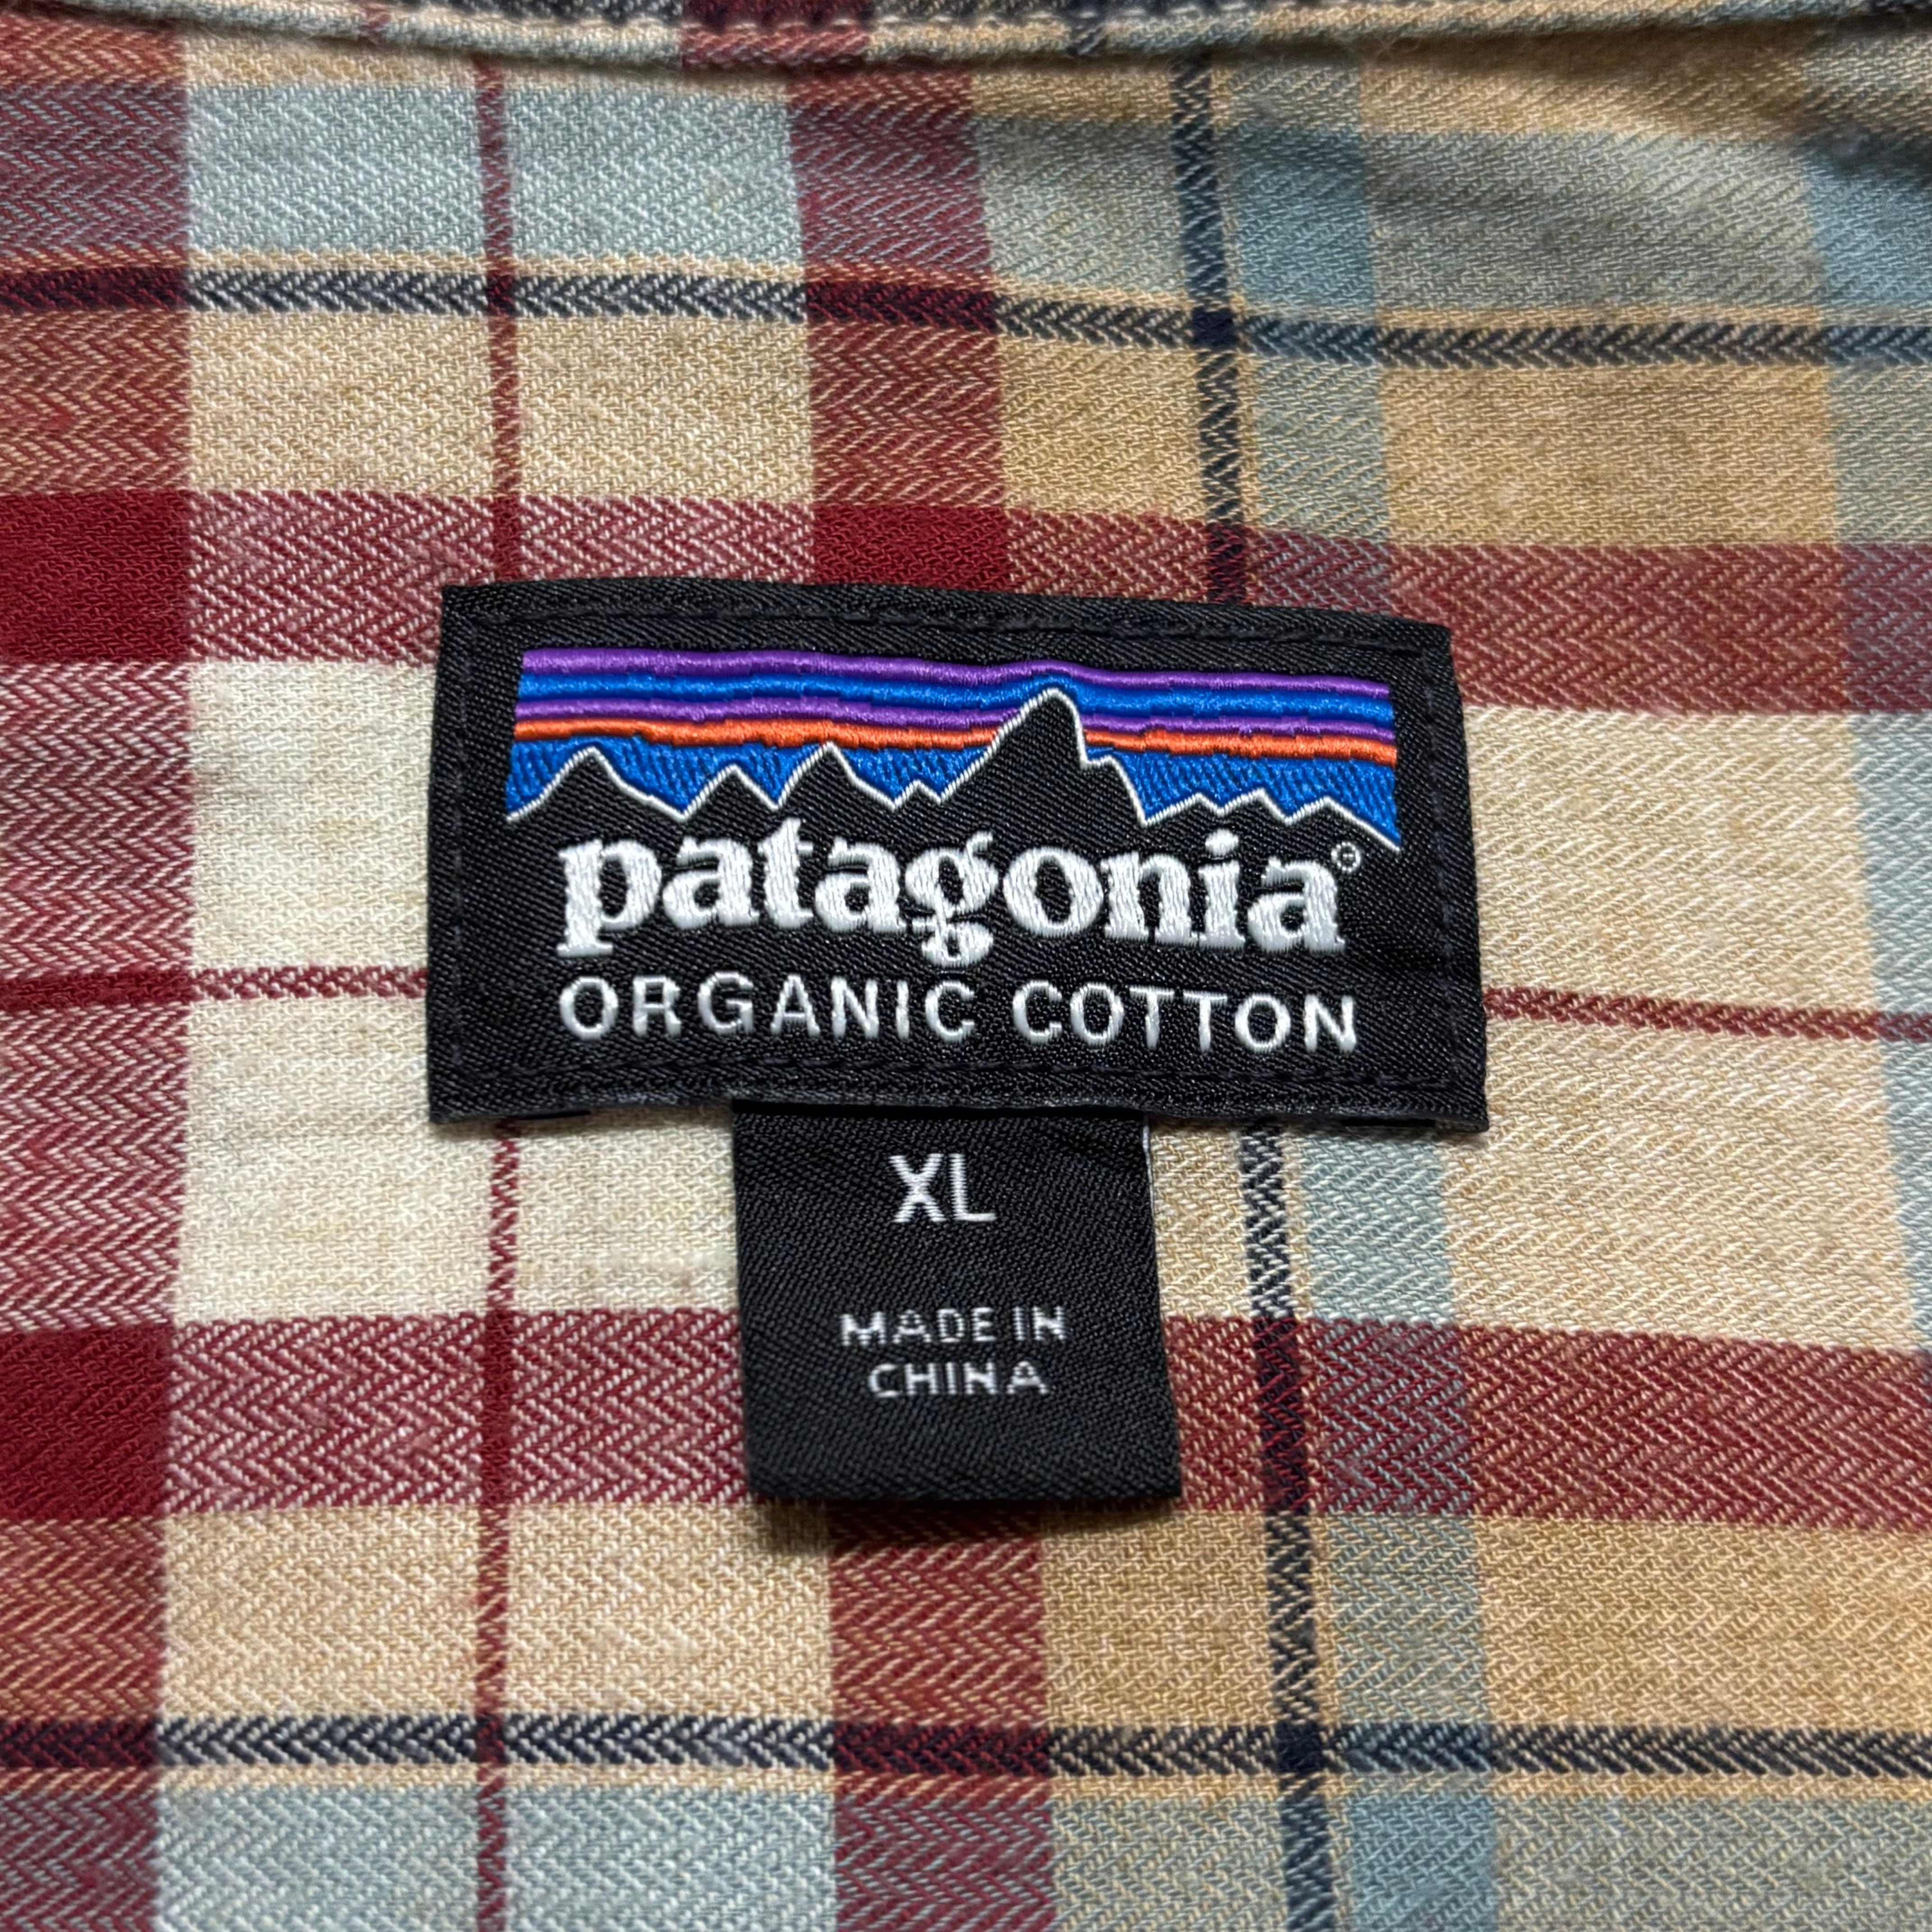 patagonia®
ORGANIC COTTON
XL
MADE IN
CHINA